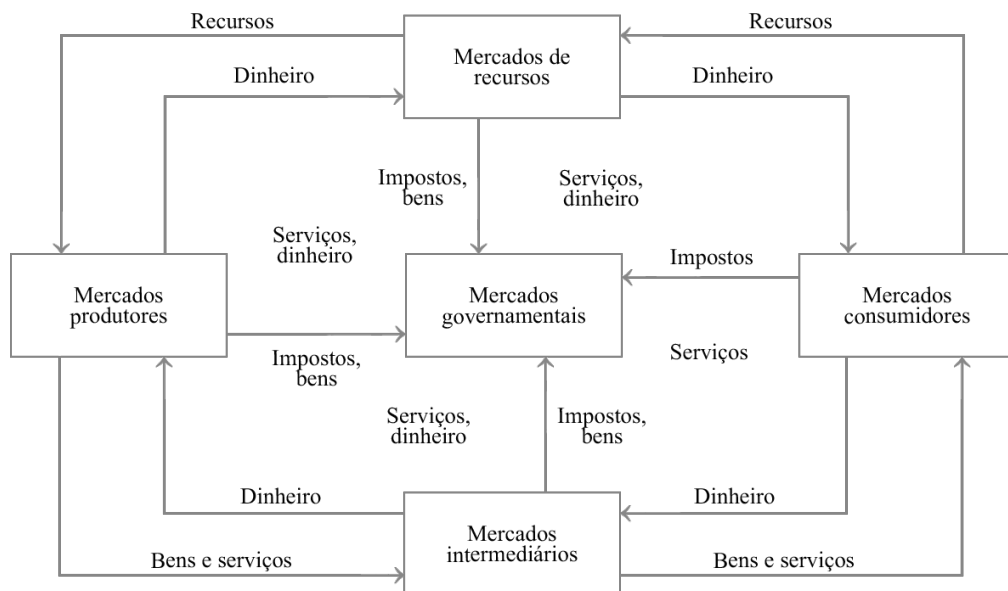 Recursos
Recursos
Mercados de
recursos
Dinheiro
Dinheiro
Impostos,
bens
Serviços,
dinheiro
Serviços,
dinheiro
Impostos
Mercados
produtores
Mercados
governamentais
Mercados
consumidores
Impostos,
bens
Serviços
Serviços,
dinheiro
Impostos,
bens
Dinheiro
Dinheiro
Mercados
intermediários
Bens e serviços
Bens e serviços